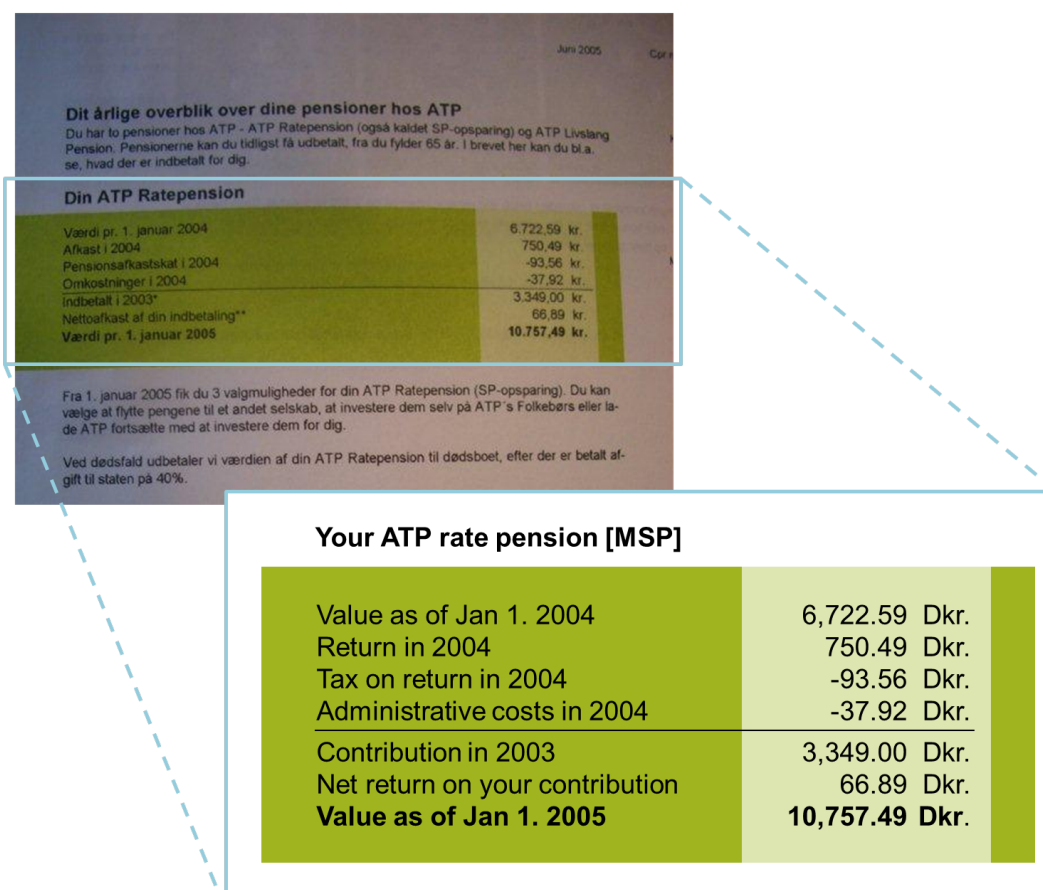 Juni 2005
Cpr.n
Dit årlige overblik over dine pensioner hos ATP
Du har to pensioner hos ATP - ATP Ratepension (også kaldet SP-opsparing) og ATP Livslang
Pension. Pensionerne kan du tidligst få udbetalt, fra du fylder 65 år. I brevet her kan du bl.a.
se, hvad der er indbetalt for dig.
Din ATP Ratepension
Værdi pr. 1. januar 2004 6.722,59 kr.
Afkast i 2004 750,49 kr.
Pensionsafkastskat i 2004 -93,56 kr.
Omkostninger i 2004 -37,92 kr.
Indbetalt i 2003* 3.349,00 kr.
Nettoafkast af din indbetaling** 66,89 kr.
Værdi pr. 1. januar 2005 10.757,49 kr.
Fra 1. januar 2005 fik du 3 valgmuligheder for din ATP Ratepension (SP-opsparing). Du kan
vælge at flytte pengene til et andet selskab, at investere dem selv på ATP´s Folkebørs eller la-
de ATP fortsætte med at investere dem for dig.
Ved dødsfald udbetaler vi værdien af din ATP Ratepension til dødsboet, efter der er betalt af-
gift til staten på 40%.
Your ATP rate pension [MSP]
Value as of Jan 1. 2004 6,722.59 Dkr.
Return in 2004 750.49 Dkr.
Tax on return in 2004 -93.56 Dkr.
Administrative costs in 2004 -37.92 Dkr.
Contribution in 2003 3,349.00 Dkr.
Net return on your contribution 66.89 Dkr.
Value as of Jan 1. 2005 10,757.49 Dkr.